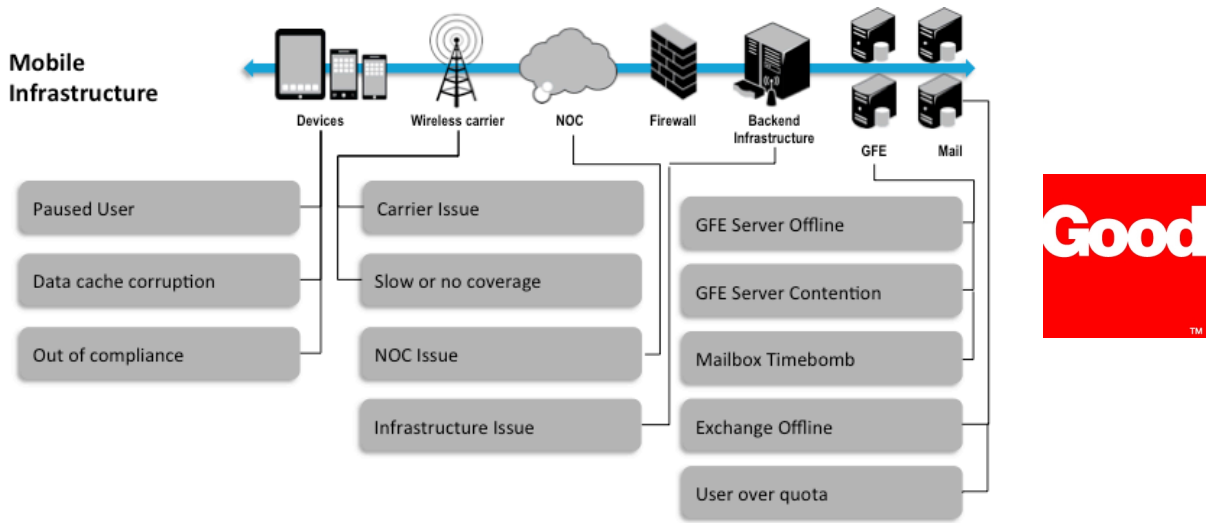 Mobile
Infrastructure
Devices
Wireless carrier
NOC
Firewall
Backend
Infrastructure
GFE
Mail
Paused User
Data cache corruption
Out of compliance
Carrier Issue
Slow or no coverage
NOC Issue
Infrastructure Issue
GFE Server Offline
GFE Server Contention
Mailbox Timebomb
Exchange Offline
User over quota
Good
TM